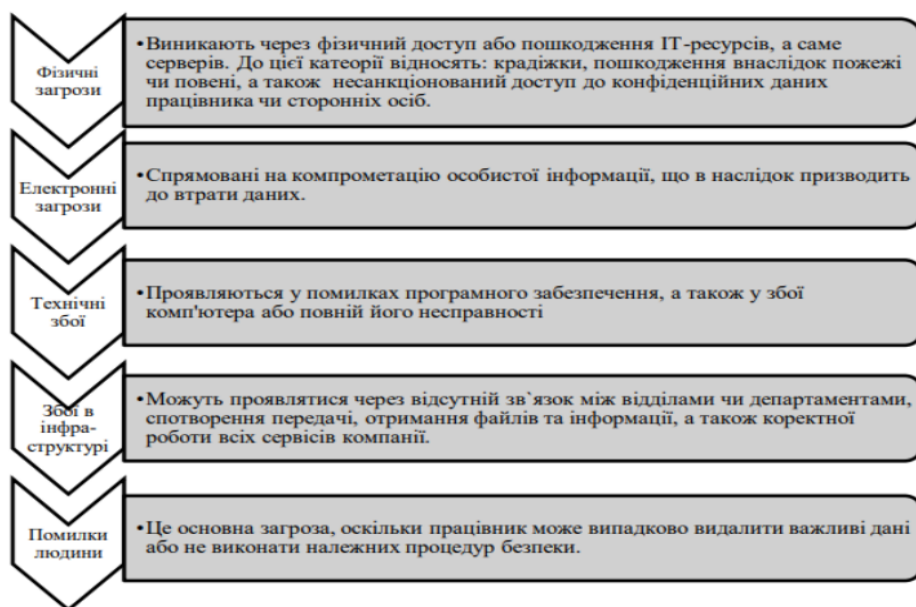 Фізичні
загрози
•Виникають через фізичний доступ або пошкодження ІТ-ресурсів, а саме
серверів. До цієї катеорії відносять: крадіжки, пошкодження внаслідок пожежі
чи повені, а також несанкціонований доступ до конфіденційних даних
працівника чи сторонніх осіб.
Електронні
загрози
•Спрямовані на компрометацію особистої інформації, що в наслідок призводить
до втрати даних.
Технічні
збої
•Проявляються у помилках програмного забезпечення, а також у збої
комп'ютера або повній його несправності
Збої в
інфра-
структурі
•Можуть проявлятися через відсутній зв`язок між відділами чи департаментами,
спотворення передачі, отримання файлів та інформації, а також коректної
роботи всіх сервісів компанії.
Помилки
людини
•Це основна загроза, оскільки працівник може випадково видалити важливі дані
або не виконати належних процедур безпеки.